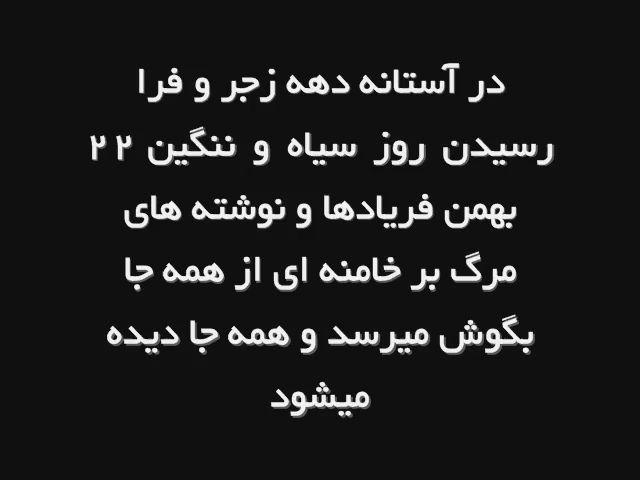 در آستانه دهه زجر و فرا
رسیدن روز سیاه و ننگین ۲۲
بهمن فریادها و نوشته های
مرگ بر خامنه ای از همه جا
بگوش میرسد و همه جا دیده
میشود